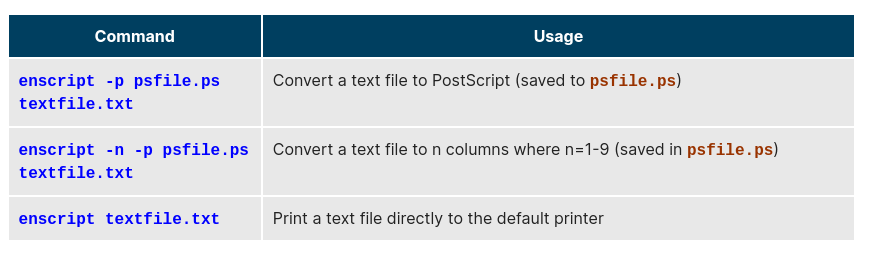 Command Usage
enscript -p psfile.ps Convert a text file to PostScript (saved to psfile.ps)
textfile.txt
enscript -n -p psfile.ps Convert a text file to n columns where n=1-9 (saved in psfile.ps)
textfile.txt
enscript textfile.txt Print a text file directly to the default printer